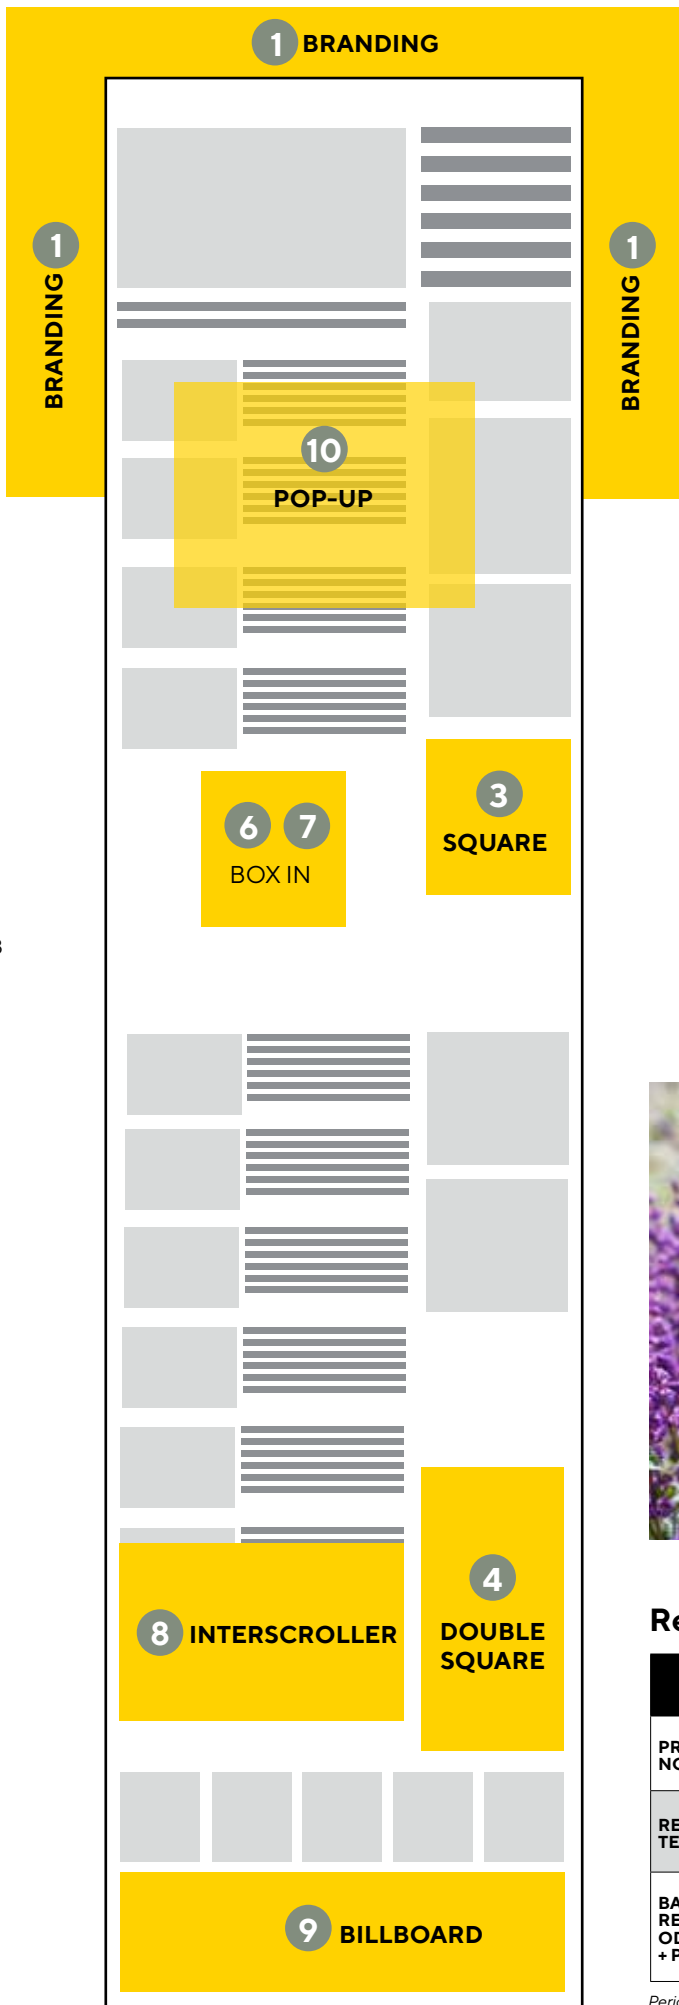 1 BRANDING
1
BRANDING
1
BRANDING
10
POP-UP
3
SQUARE
6 7
BOX IN
4
DOUBLE
SQUARE
8 INTERSCROLLER
9 BILLBOARD